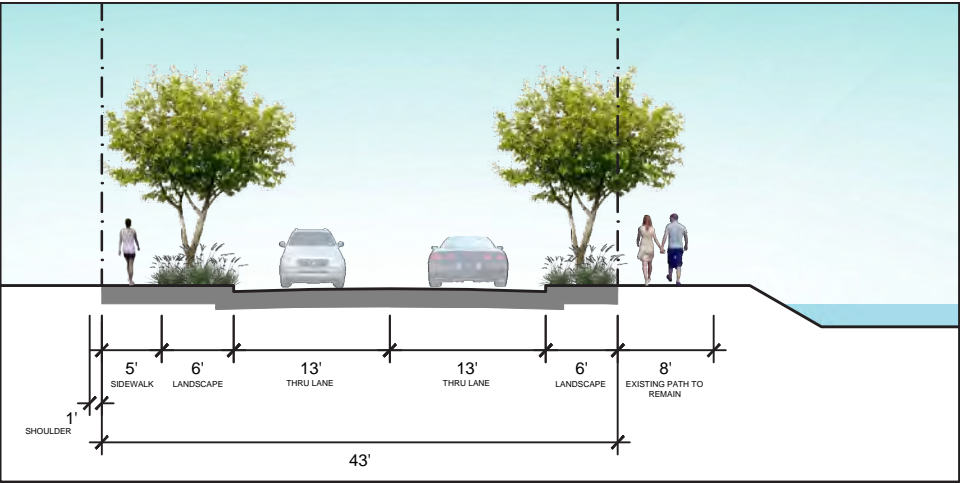 5'
SIDEWALK
6'
LANDSCAPE
13'
THRU LANE
13'
THRU LANE
6'
LANDSCAPE
8'
EXISTING PATH TO
REMAIN
1'
SHOULDER
43'